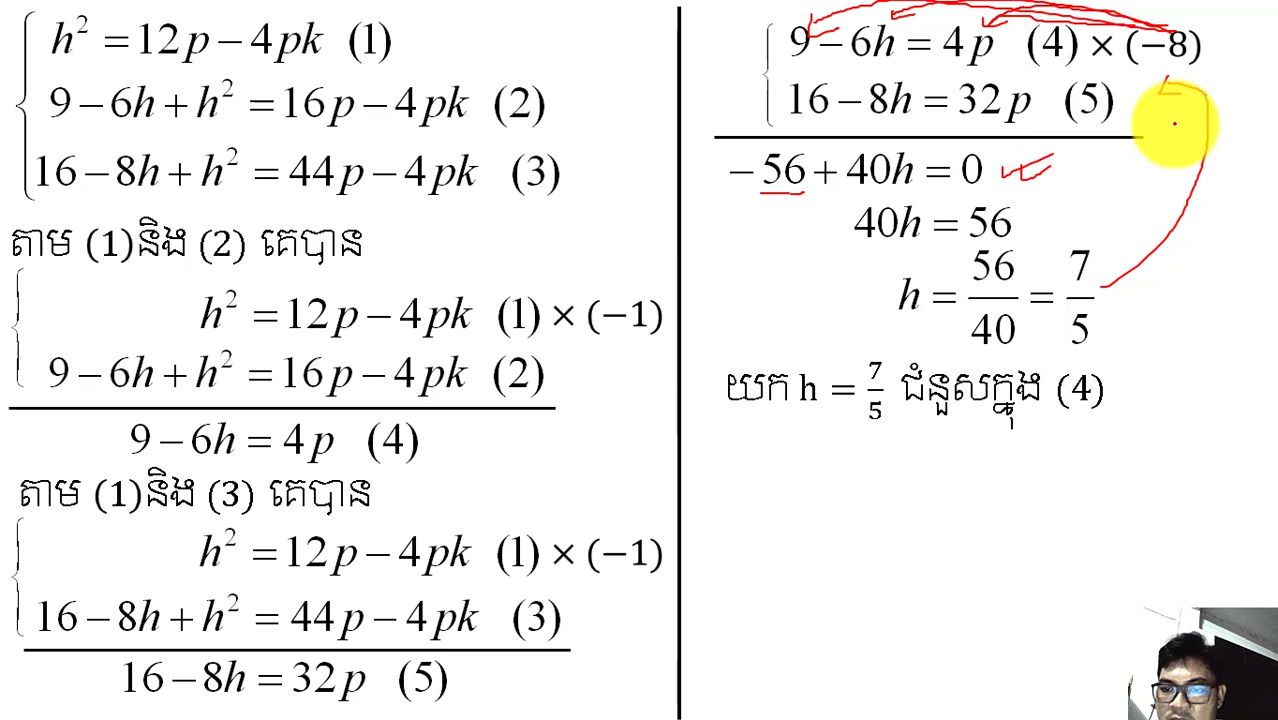 h² = 12p − 4pk (1)
9 − 6h + h² = 16p − 4pk (2)
16 − 8h + h² = 44p − 4pk (3)
តាម (1)និង (2) គេបាន
h² = 12p − 4pk (1) × (−1)
9 − 6h + h² = 16p − 4pk (2)
9 − 6h = 4p (4)
តាម (1)និង (3) គេបាន
h² = 12p − 4pk (1) × (−1)
16 − 8h + h² = 44p − 4pk (3)
16 − 8h = 32p (5)
9 − 6h = 4p (4) × (−8)
16 − 8h = 32p (5)
− 56 + 40h = 0
40h = 56
h = 56/40 = 7/5
យក h = 7/5 ជំនួសក្នុង (4)